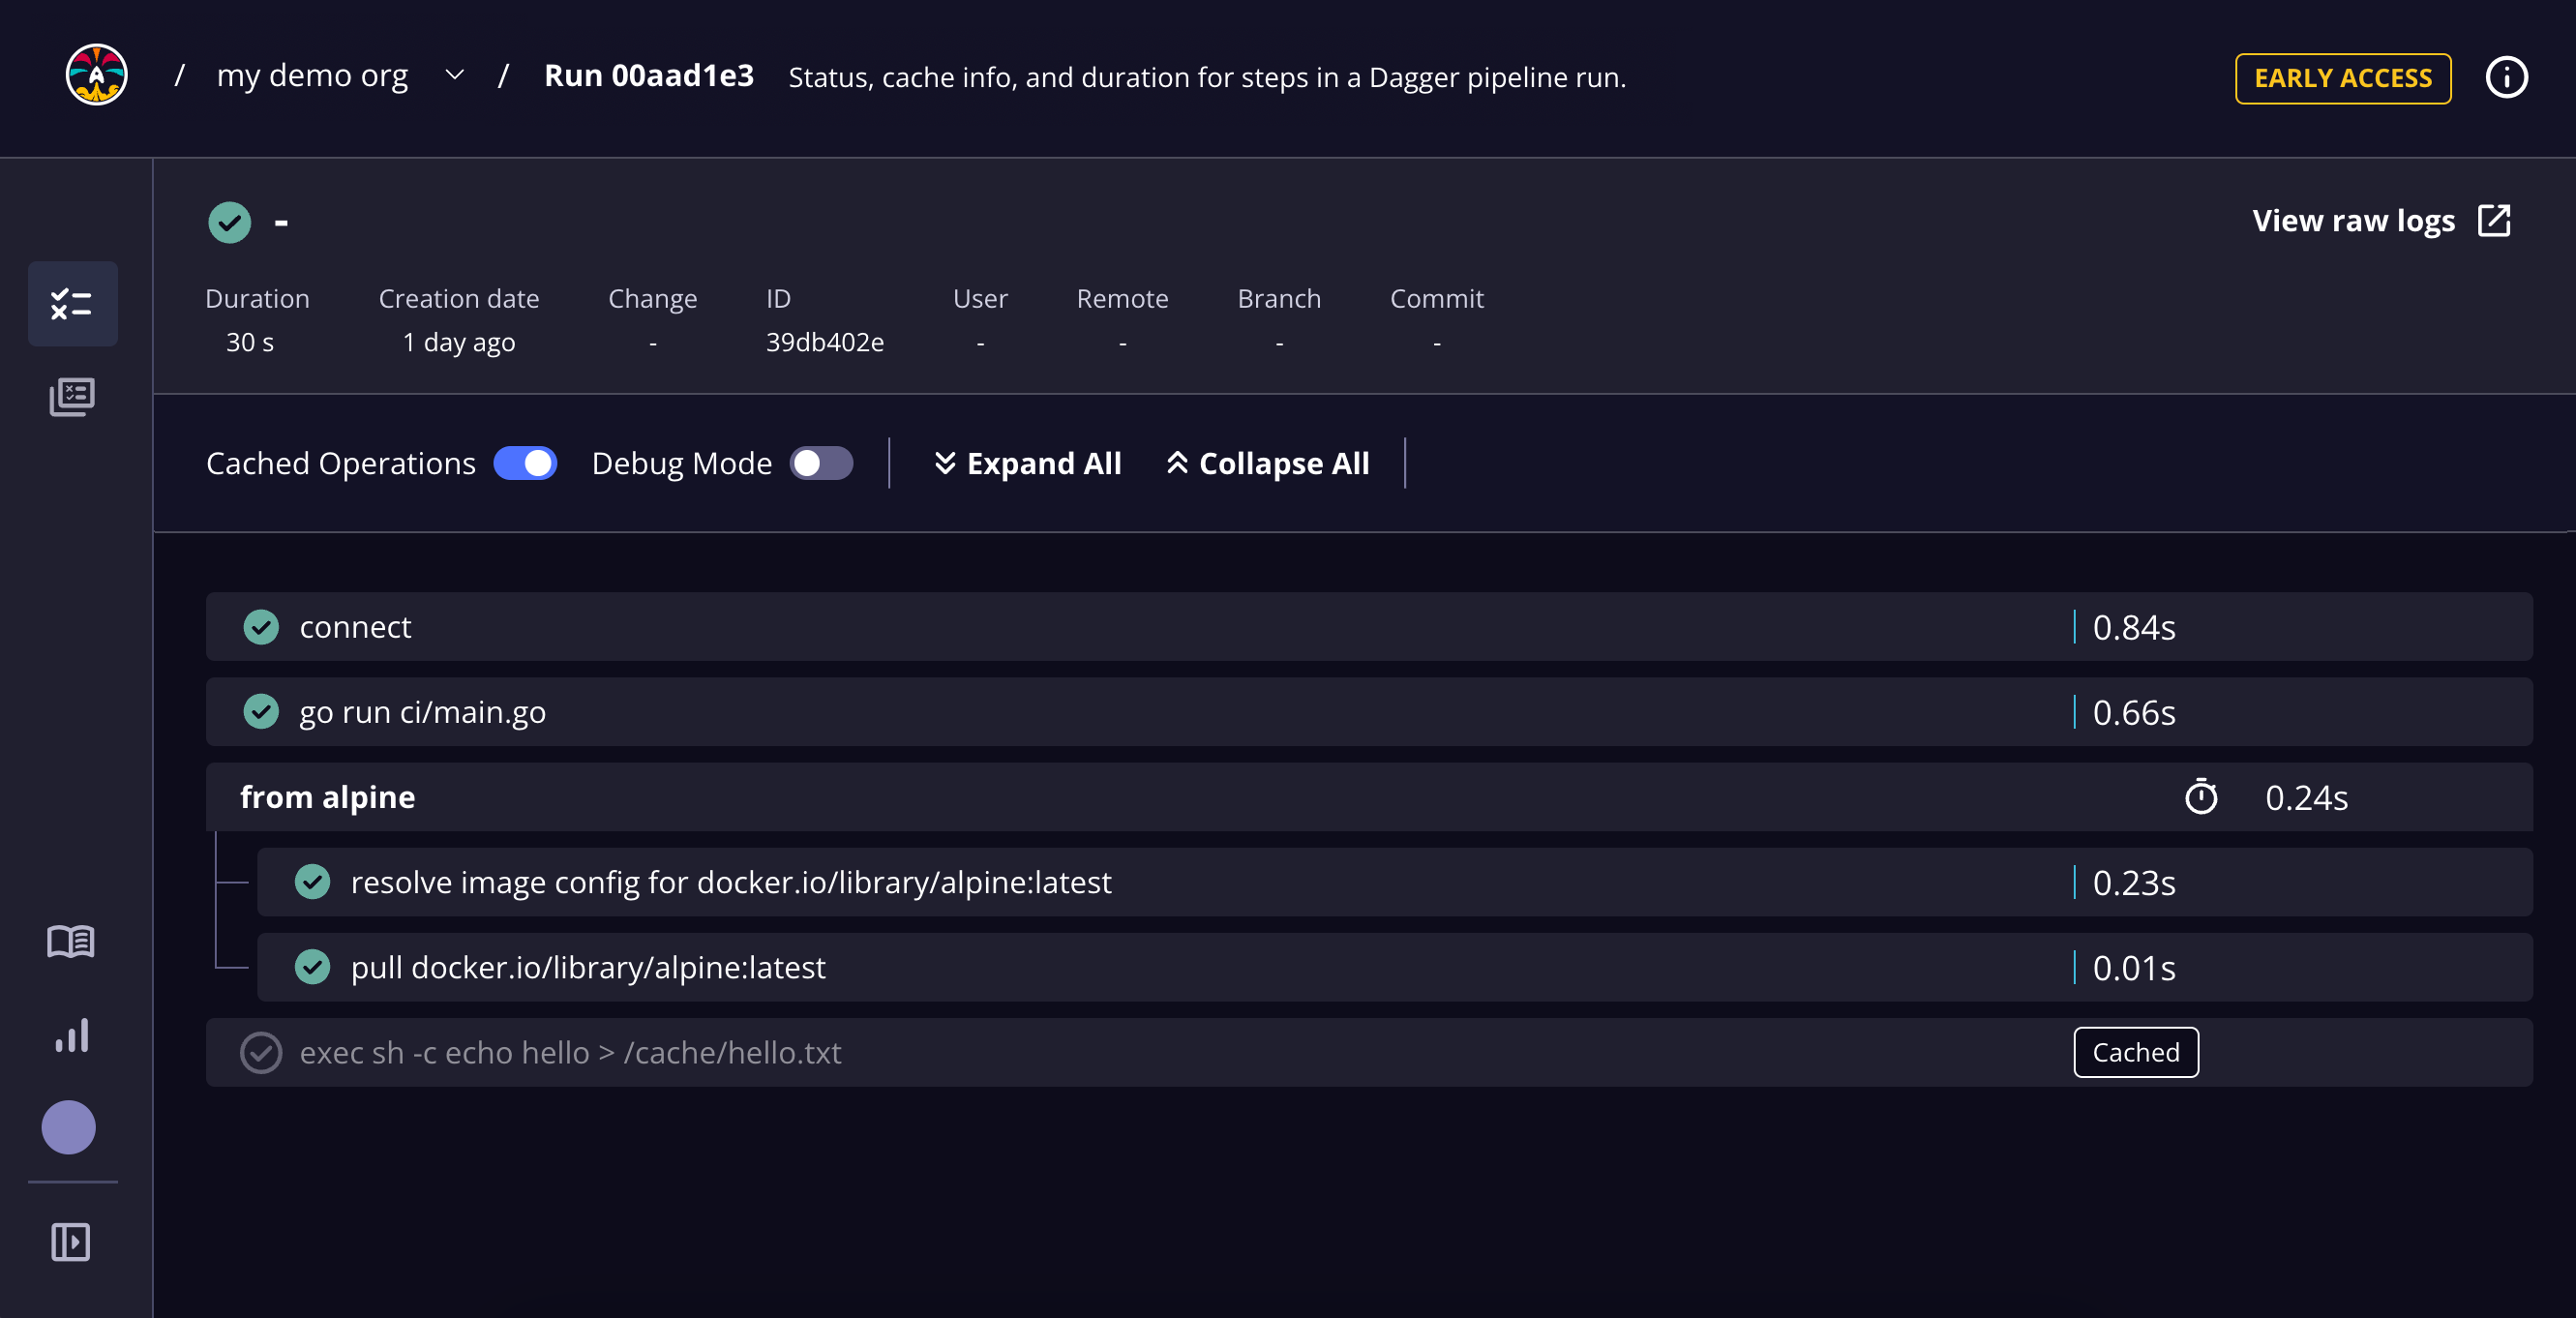 / my demo org / Run 00aad1e3 Status, cache info, and duration for steps in a Dagger pipeline run. EARLY ACCESS
- View raw logs
Duration Creation date Change ID User Remote Branch Commit
30 s 1 day ago - 39db402e - - - -
Cached Operations Debug Mode Expand All Collapse All
connect 0.84s
go run ci/main.go 0.66s
from alpine 0.24s
resolve image config for docker.io/library/alpine:latest 0.23s
pull docker.io/library/alpine:latest 0.01s
exec sh -c echo hello > /cache/hello.txt Cached